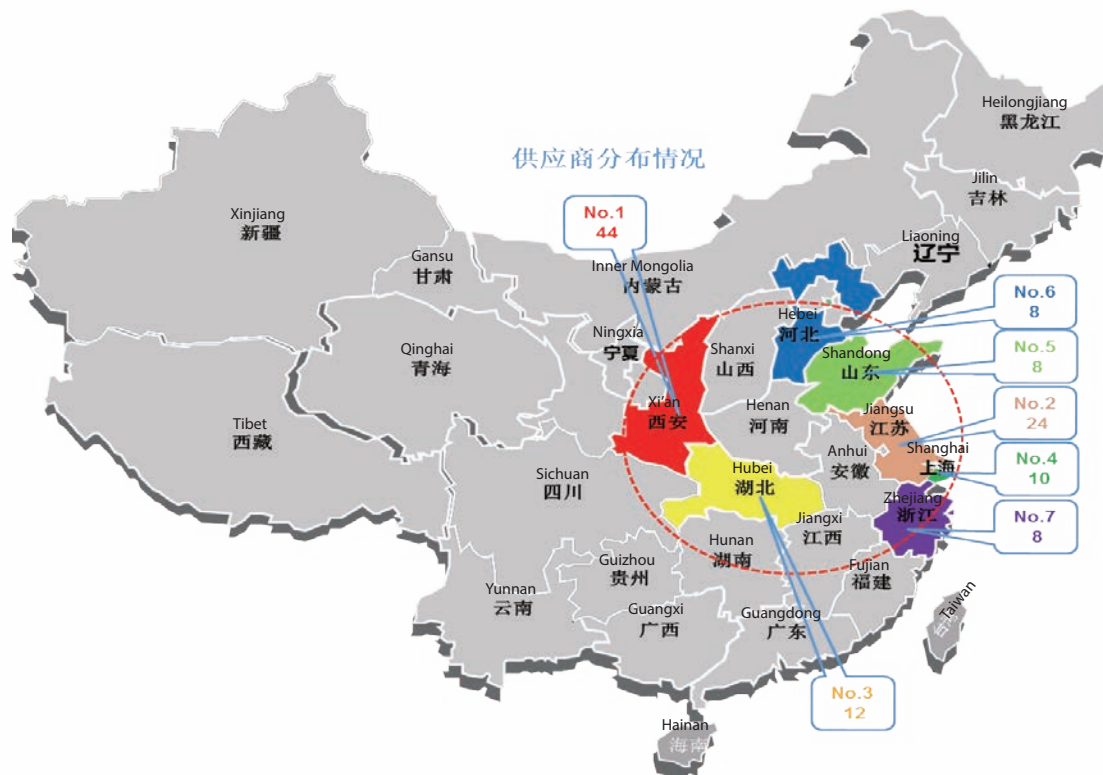 Heilongjiang
黑龙江
供应商分布情况
Jilin
吉林
No.1
44
Xinjiang
新疆
Liaoning
辽宁
Gansu
甘肃
Inner Mongolia
内蒙古
No.6
8
Hebei
河北
Ningxia
宁夏
Qinghai
青海
Shanxi
山西
Shandong
山东
No.5
8
Xi'an
西安
Henan
河南
Jiangsu
江苏
No.2
24
Tibet
西藏
Anhui
安徽
Shanghai
上海
No.4
10
Sichuan
四川
Hubei
湖北
Zhejiang
浙江
No.7
8
Jiangxi
江西
Hunan
湖南
Guizhou
贵州
Fujian
福建
Yunnan
云南
Guangxi
广西
Guangdong
广东
Taiwan
No.3
12
Hainan
海南